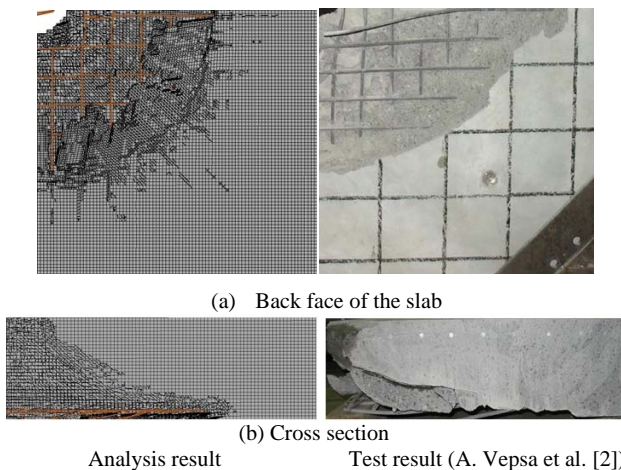 (a) Back face of the slab
(b) Cross section
Analysis result Test result (A. Vepsa et al. [2])